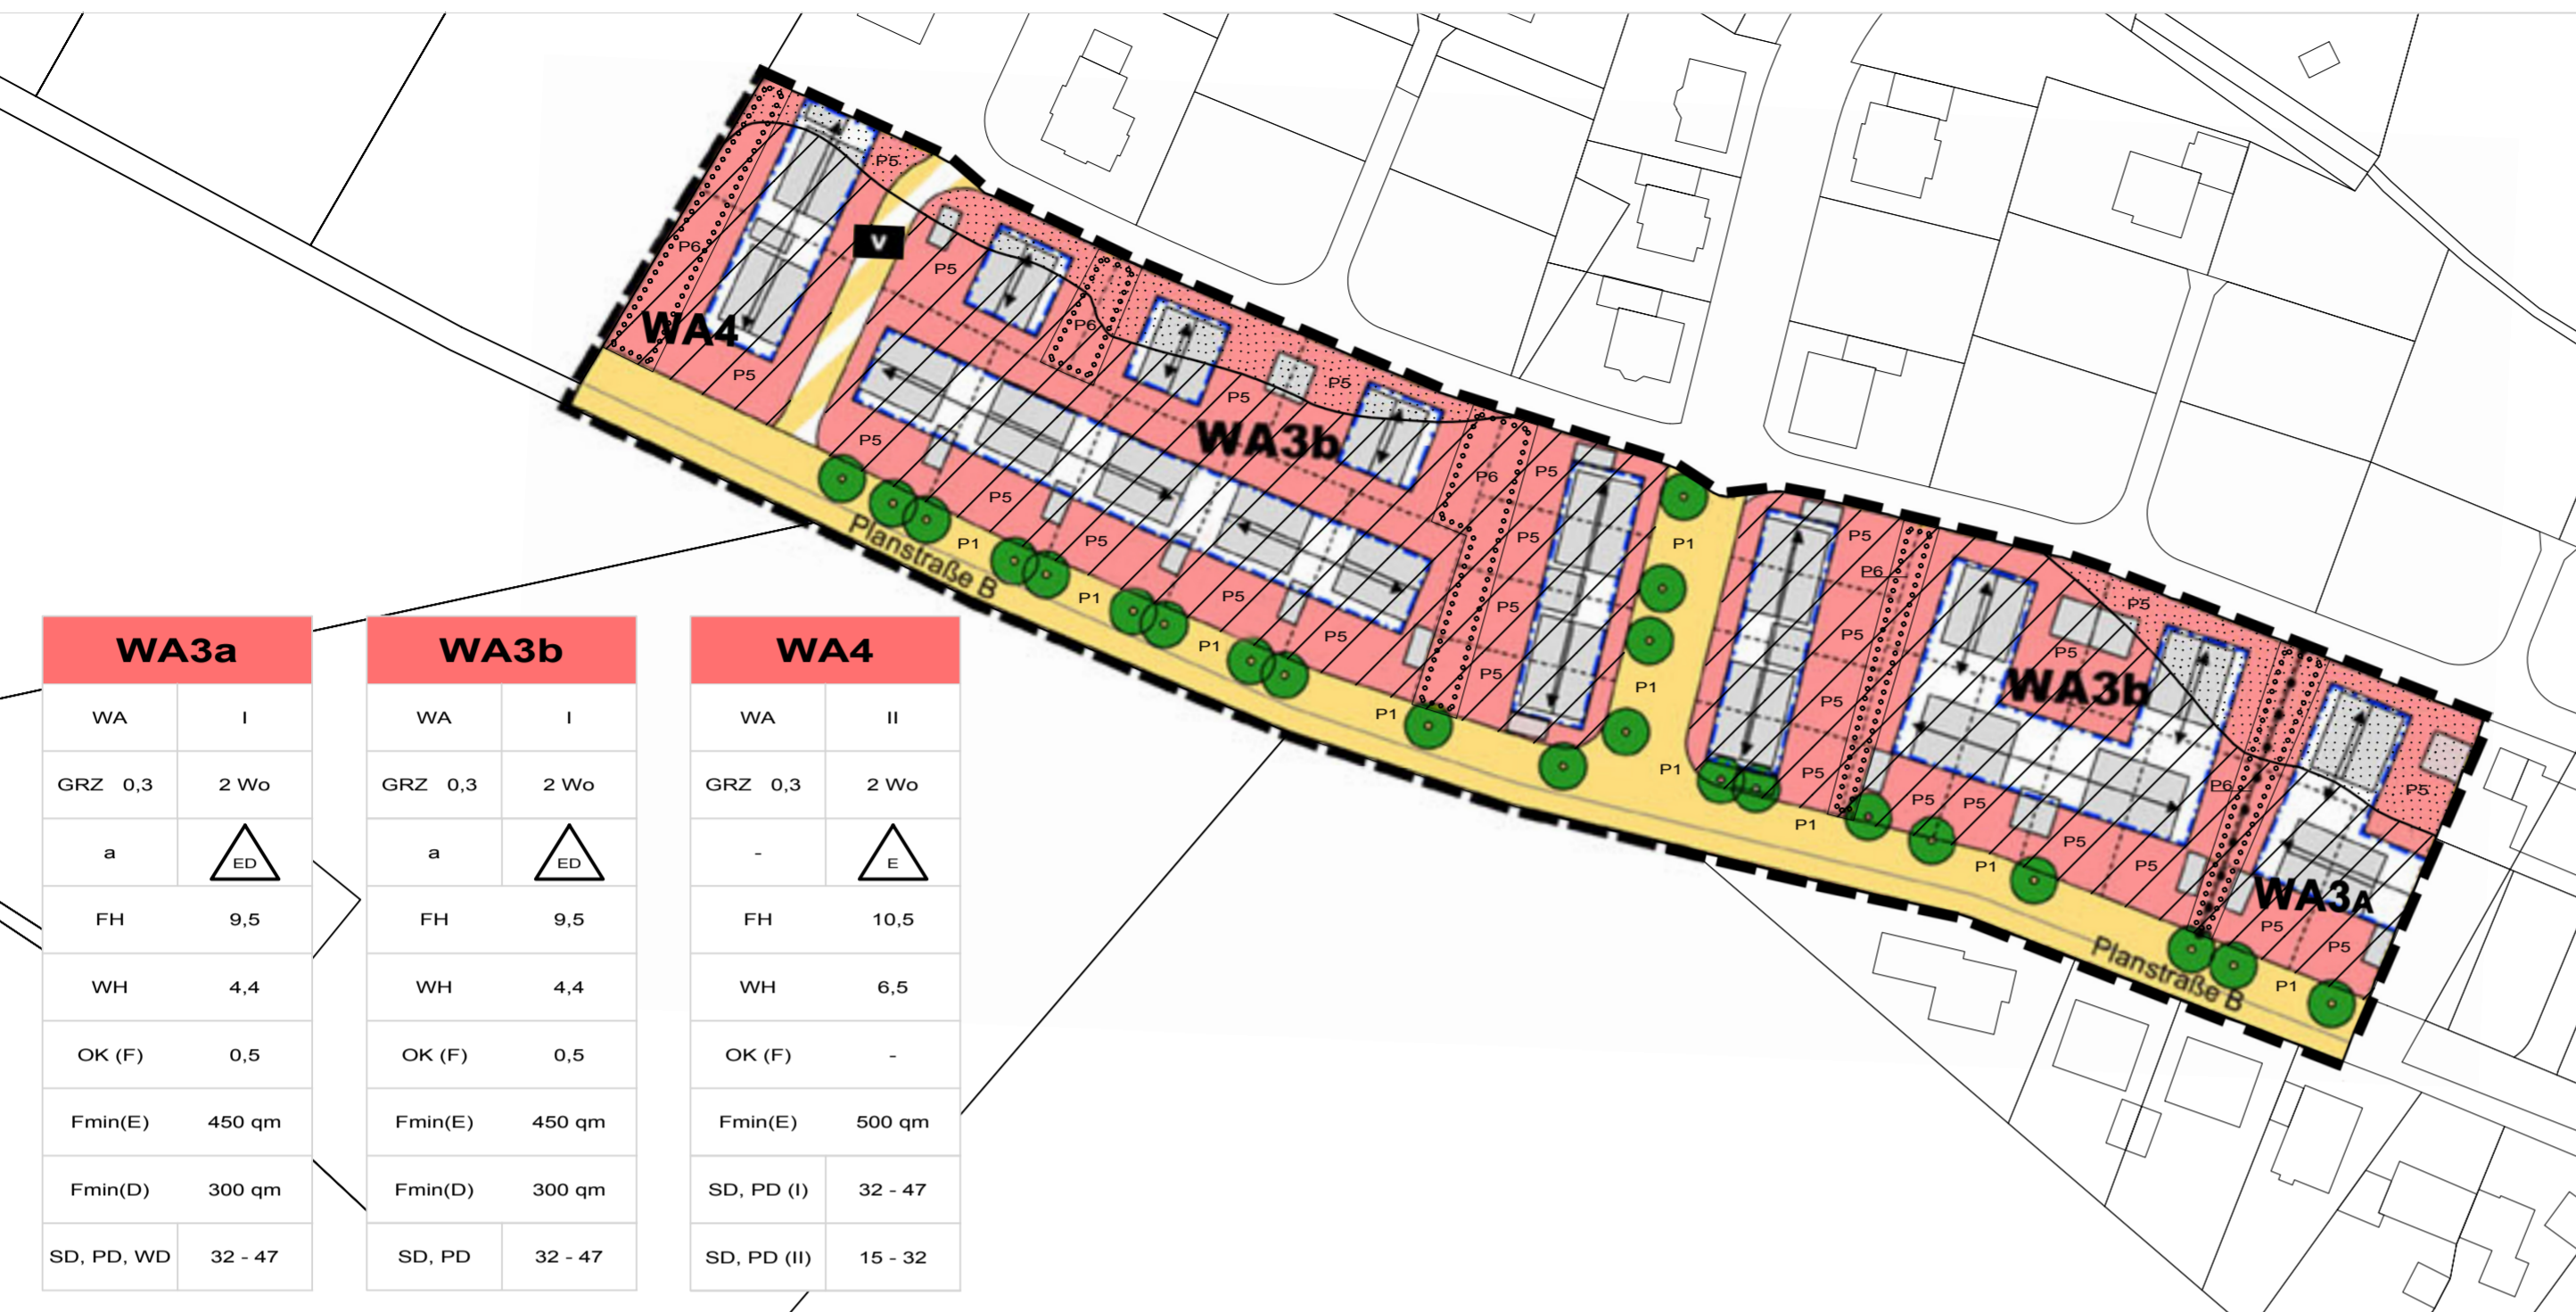 P5
V
P6
P5
WA4
P5
P6
P5
P5
WA3b
P5
P6
P5
P5
P5
P1
P5
P5
P5
P1
P5
P5
P1
P5
P1
Planstraße B
P1
P1
P1
P5
P6
P5
P5
P5
P5
P5
WA3b
P6
P5
P5
P5
P5
P5
P1
P1
WA3A
P5
P5
P1
Planstraße B
WA3a
WA I
GRZ 0,3 2 Wo
a ED
FH 9,5
WH 4,4
OK (F) 0,5
Fmin(E) 450 qm
Fmin(D) 300 qm
SD, PD, WD 32 - 47
WA3b
WA I
GRZ 0,3 2 Wo
a ED
FH 9,5
WH 4,4
OK (F) 0,5
Fmin(E) 450 qm
Fmin(D) 300 qm
SD, PD 32 - 47
WA4
WA II
GRZ 0,3 2 Wo
- E
FH 10,5
WH 6,5
OK (F) -
Fmin(E) 500 qm
SD, PD (I) 32 - 47
SD, PD (II) 15 - 32